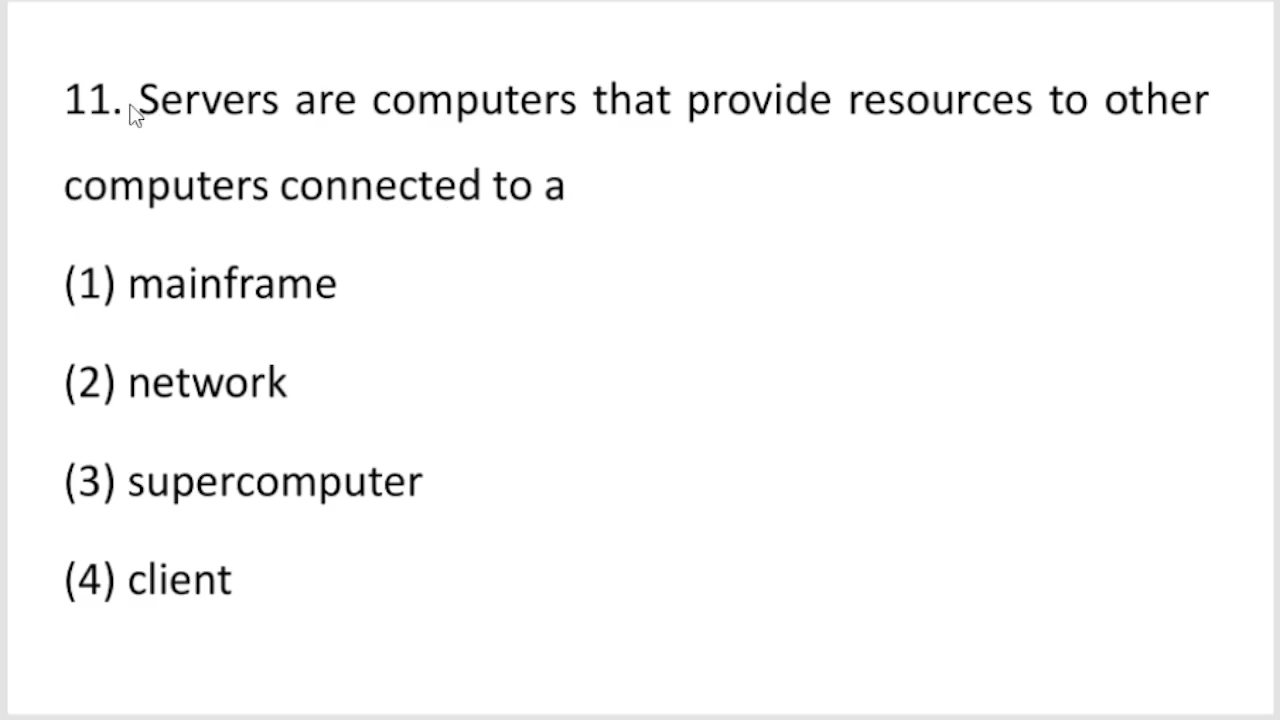 11. Servers are computers that provide resources to other
computers connected to a
(1) mainframe
(2) network
(3) supercomputer
(4) client